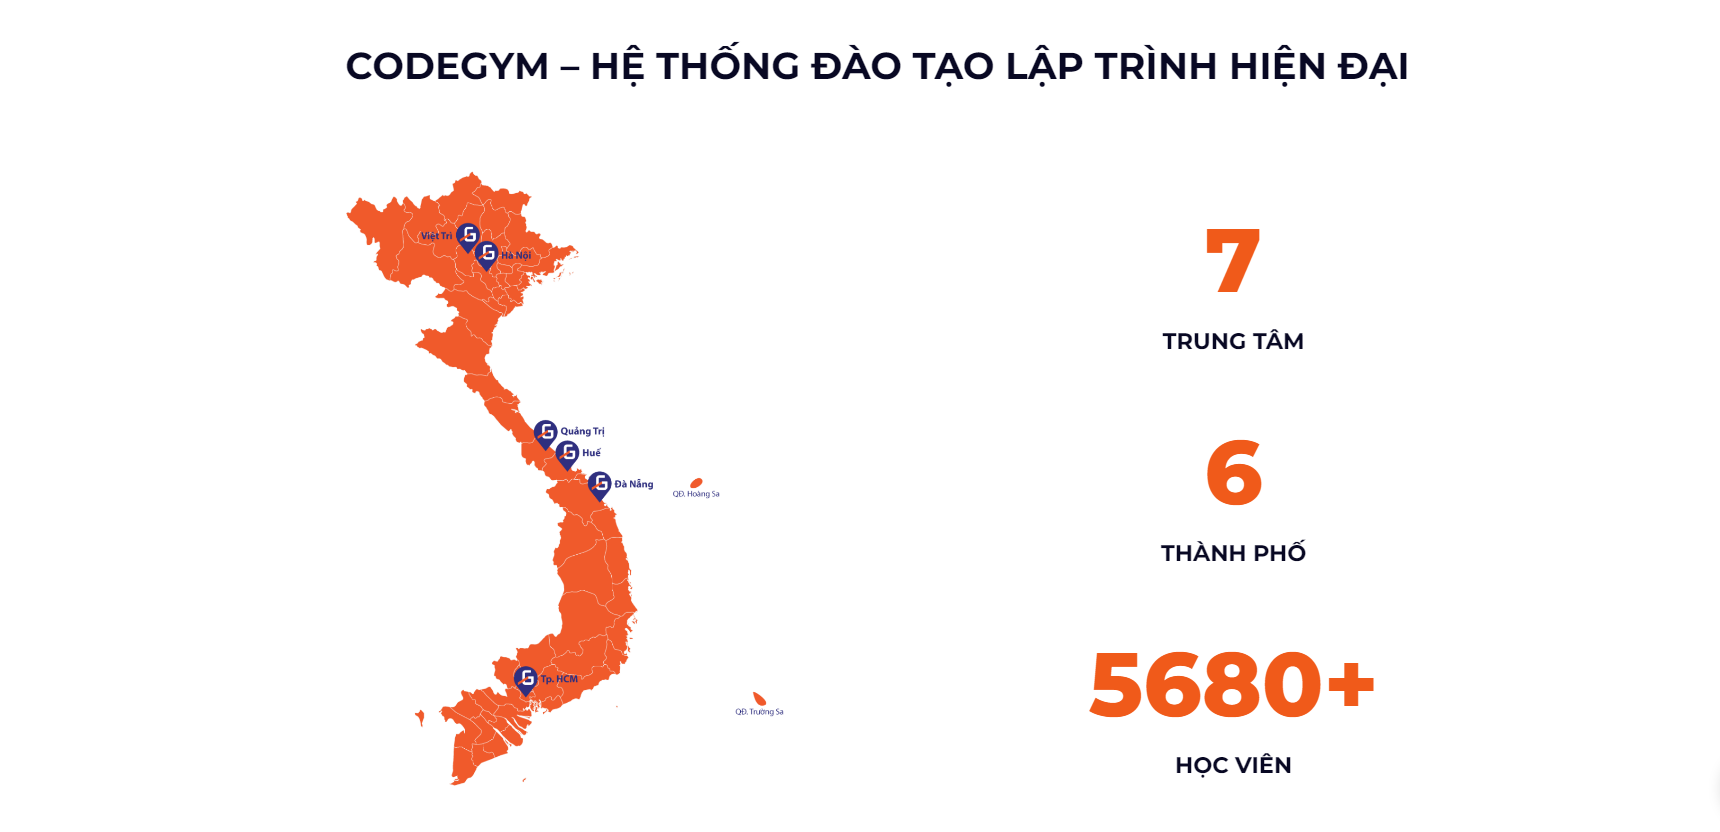 CODEGYM – HỆ THỐNG ĐÀO TẠO LẬP TRÌNH HIỆN ĐẠI
Việt Trì
Hà Nội
Quảng Trị
Huế
Đà Nẵng
QĐ. Hoàng Sa
Tp. HCM
QĐ. Trường Sa
7
TRUNG TÂM
6
THÀNH PHỐ
5680+
HỌC VIÊN